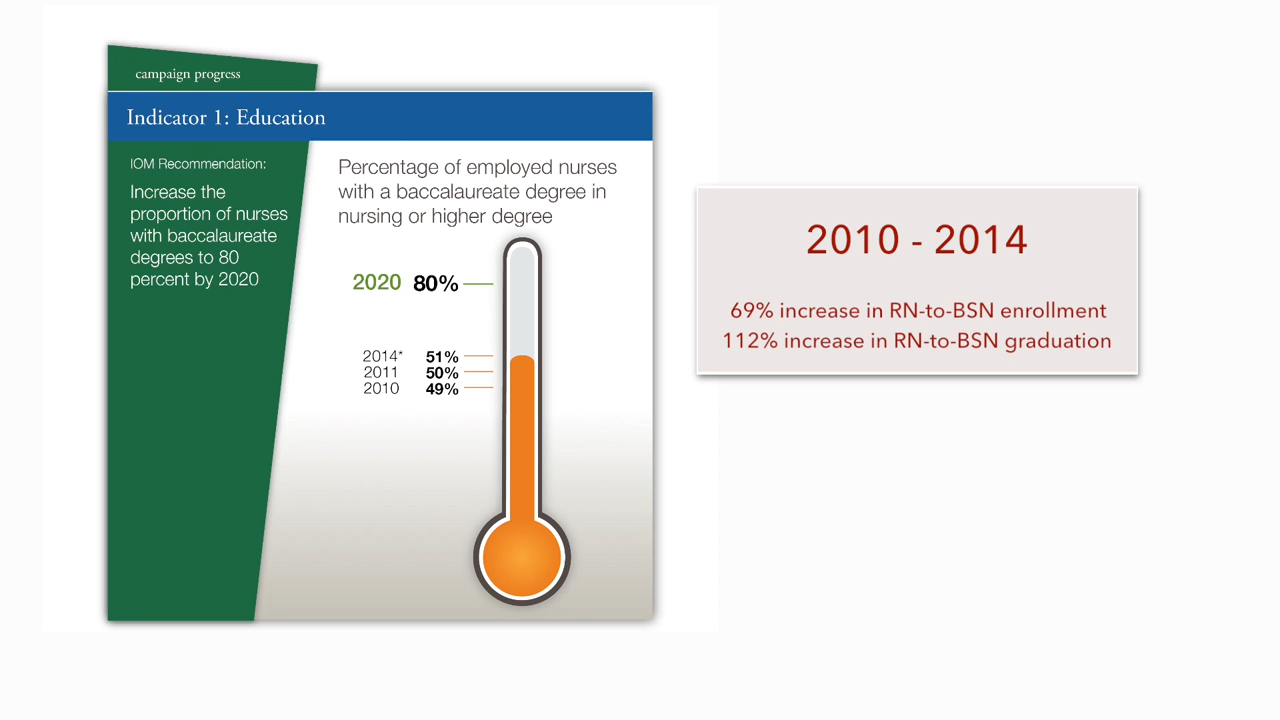 campaign progress
Indicator 1: Education
IOM Recommendation:
Increase the
proportion of nurses
with baccalaureate
degrees to 80
percent by 2020
Percentage of employed nurses
with a baccalaureate degree in
nursing or higher degree
2020 80%
2014* 51%
2011 50%
2010 49%
2010 - 2014
69% increase in RN-to-BSN enrollment
112% increase in RN-to-BSN graduation